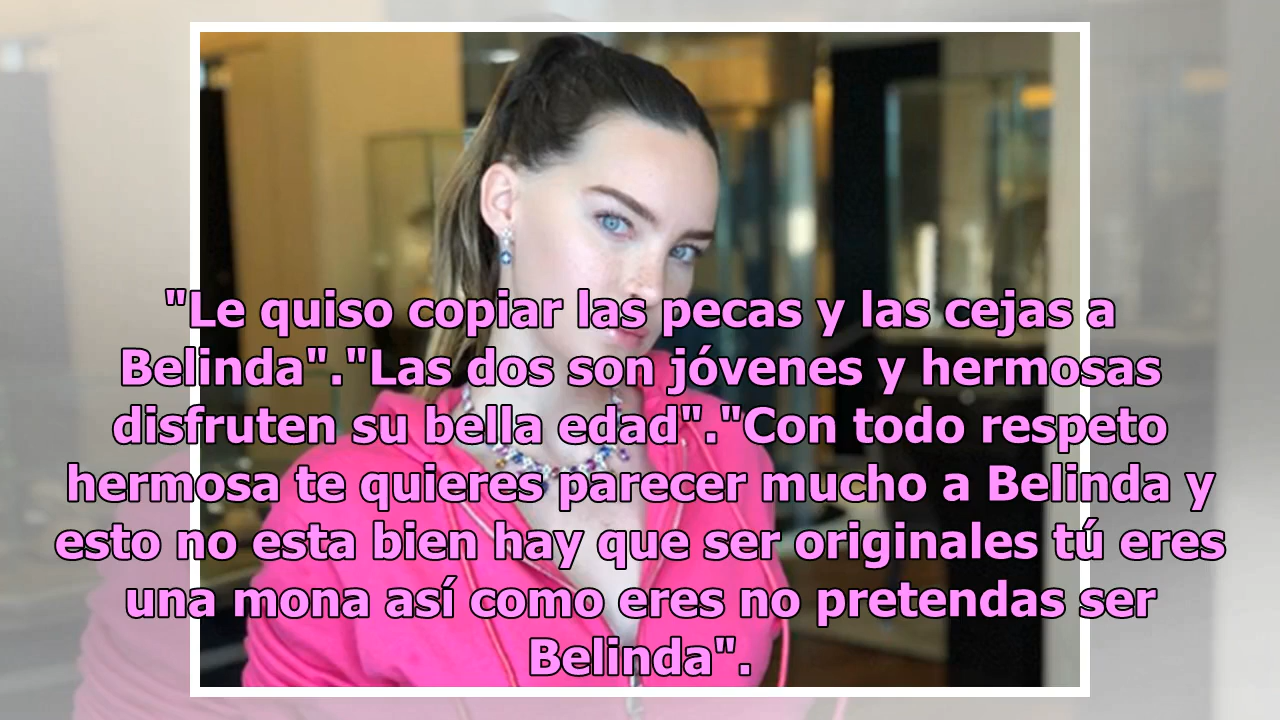 "Le quiso copiar las pecas y las cejas a
Belinda"."Las dos son jóvenes y hermosas
disfruten su bella edad"."Con todo respeto
hermosa te quieres parecer mucho a Belinda y
esto no esta bien hay que ser originales tú eres
una mona así como eres no pretendas ser
Belinda".